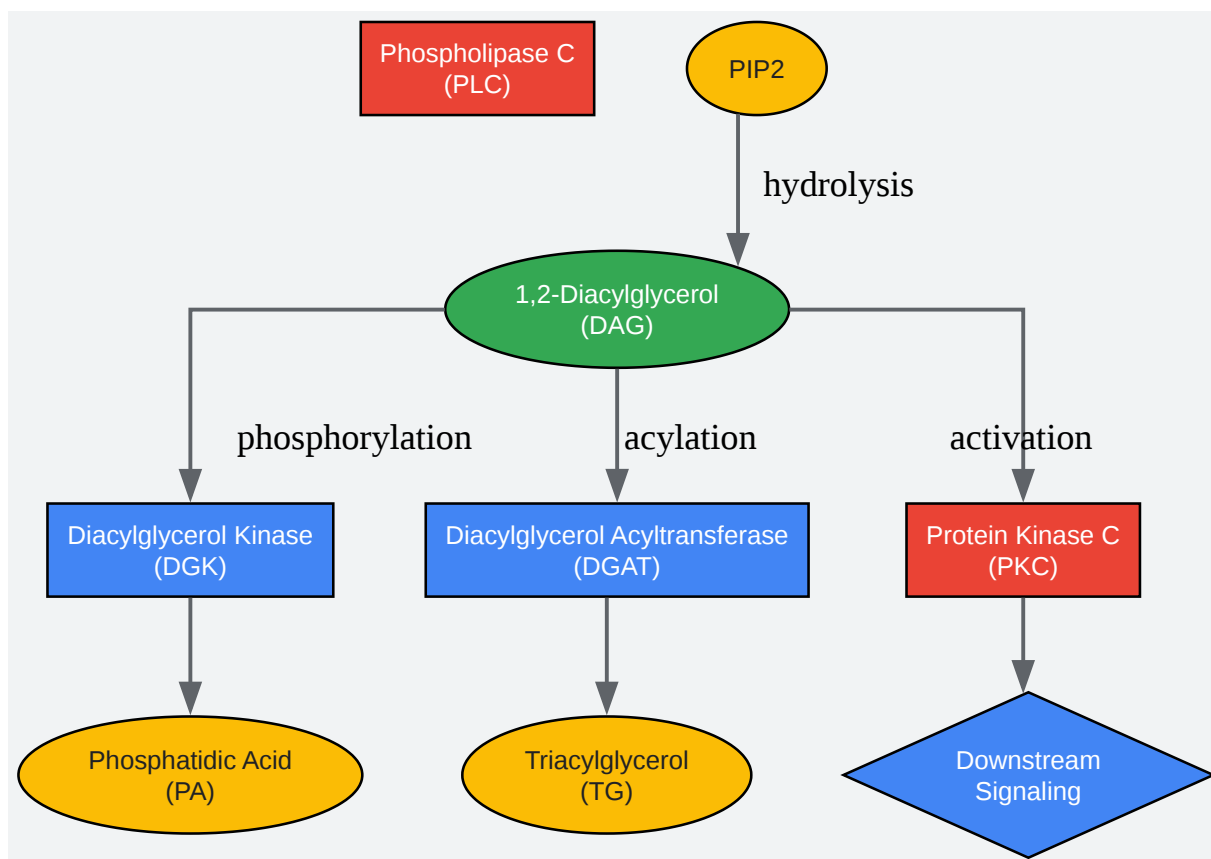 Phospholipase C
(PLC)
PIP2
hydrolysis
1,2-Diacylglycerol
(DAG)
phosphorylation
acylation
activation
Diacylglycerol Kinase
(DGK)
Diacylglycerol Acyltransferase
(DGAT)
Protein Kinase C
(PKC)
Phosphatidic Acid
(PA)
Triacylglycerol
(TG)
Downstream
Signaling